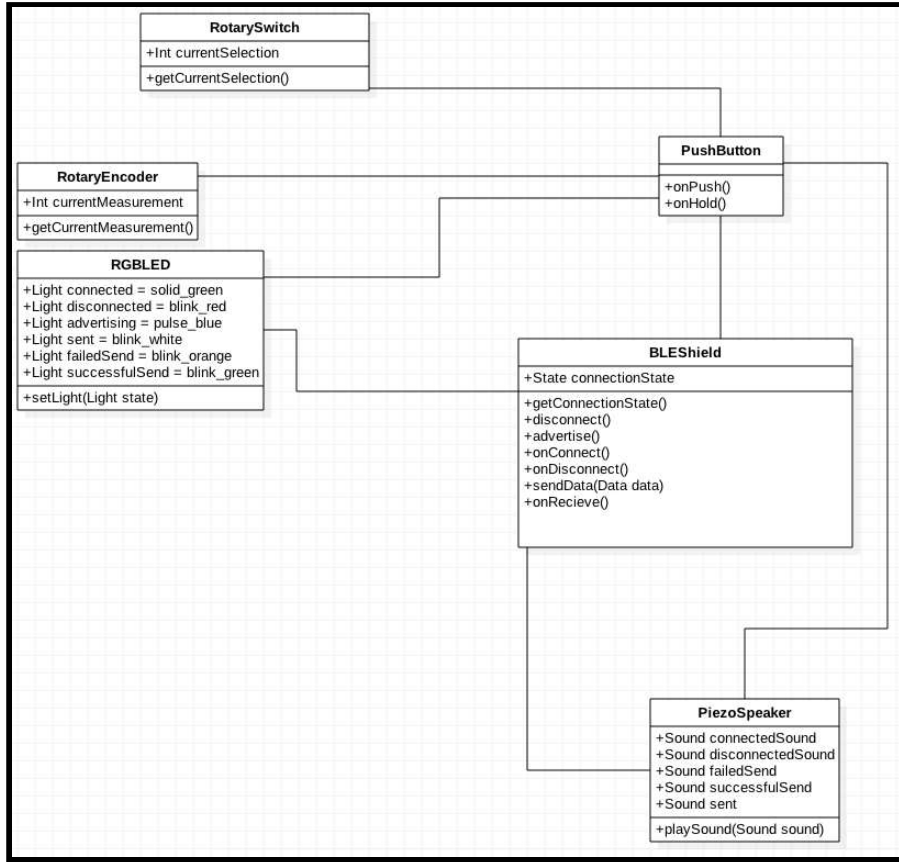 RotarySwitch
+Int currentSelection
+getCurrentSelection()
PushButton
+onPush()
+onHold()
RotaryEncoder
+Int currentMeasurement
+getCurrentMeasurement()
RGBLED
+Light connected = solid_green
+Light disconnected = blink_red
+Light advertising = pulse_blue
+Light sent = blink_white
+Light failedSend = blink_orange
+Light successfulSend = blink_green
+setLight(Light state)
BLEShield
+State connectionState
+getConnectionState()
+disconnect()
+advertise()
+onConnect()
+onDisconnect()
+sendData(Data data)
+onRecieve()
PiezoSpeaker
+Sound connectedSound
+Sound disconnectedSound
+Sound failedSend
+Sound successfulSend
+Sound sent
+playSound(Sound sound)